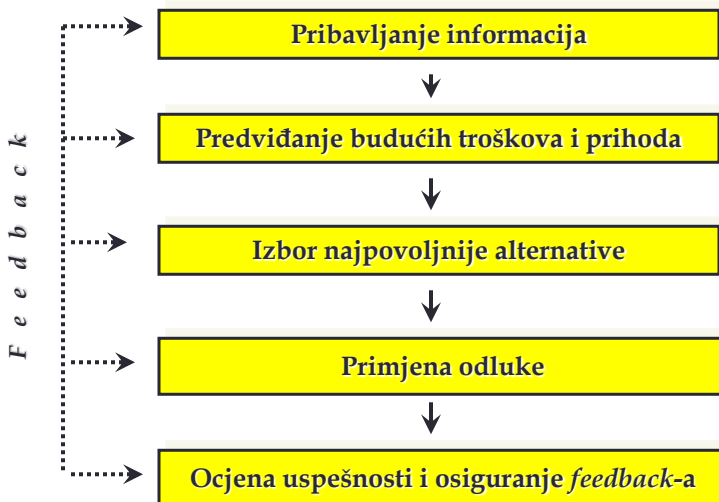 Feedback
Pribavljanje informacija
Predviđanje budućih troškova i prihoda
Izbor najpovoljnije alternative
Primjena odluke
Ocjena uspešnosti i osiguranje feedback-a